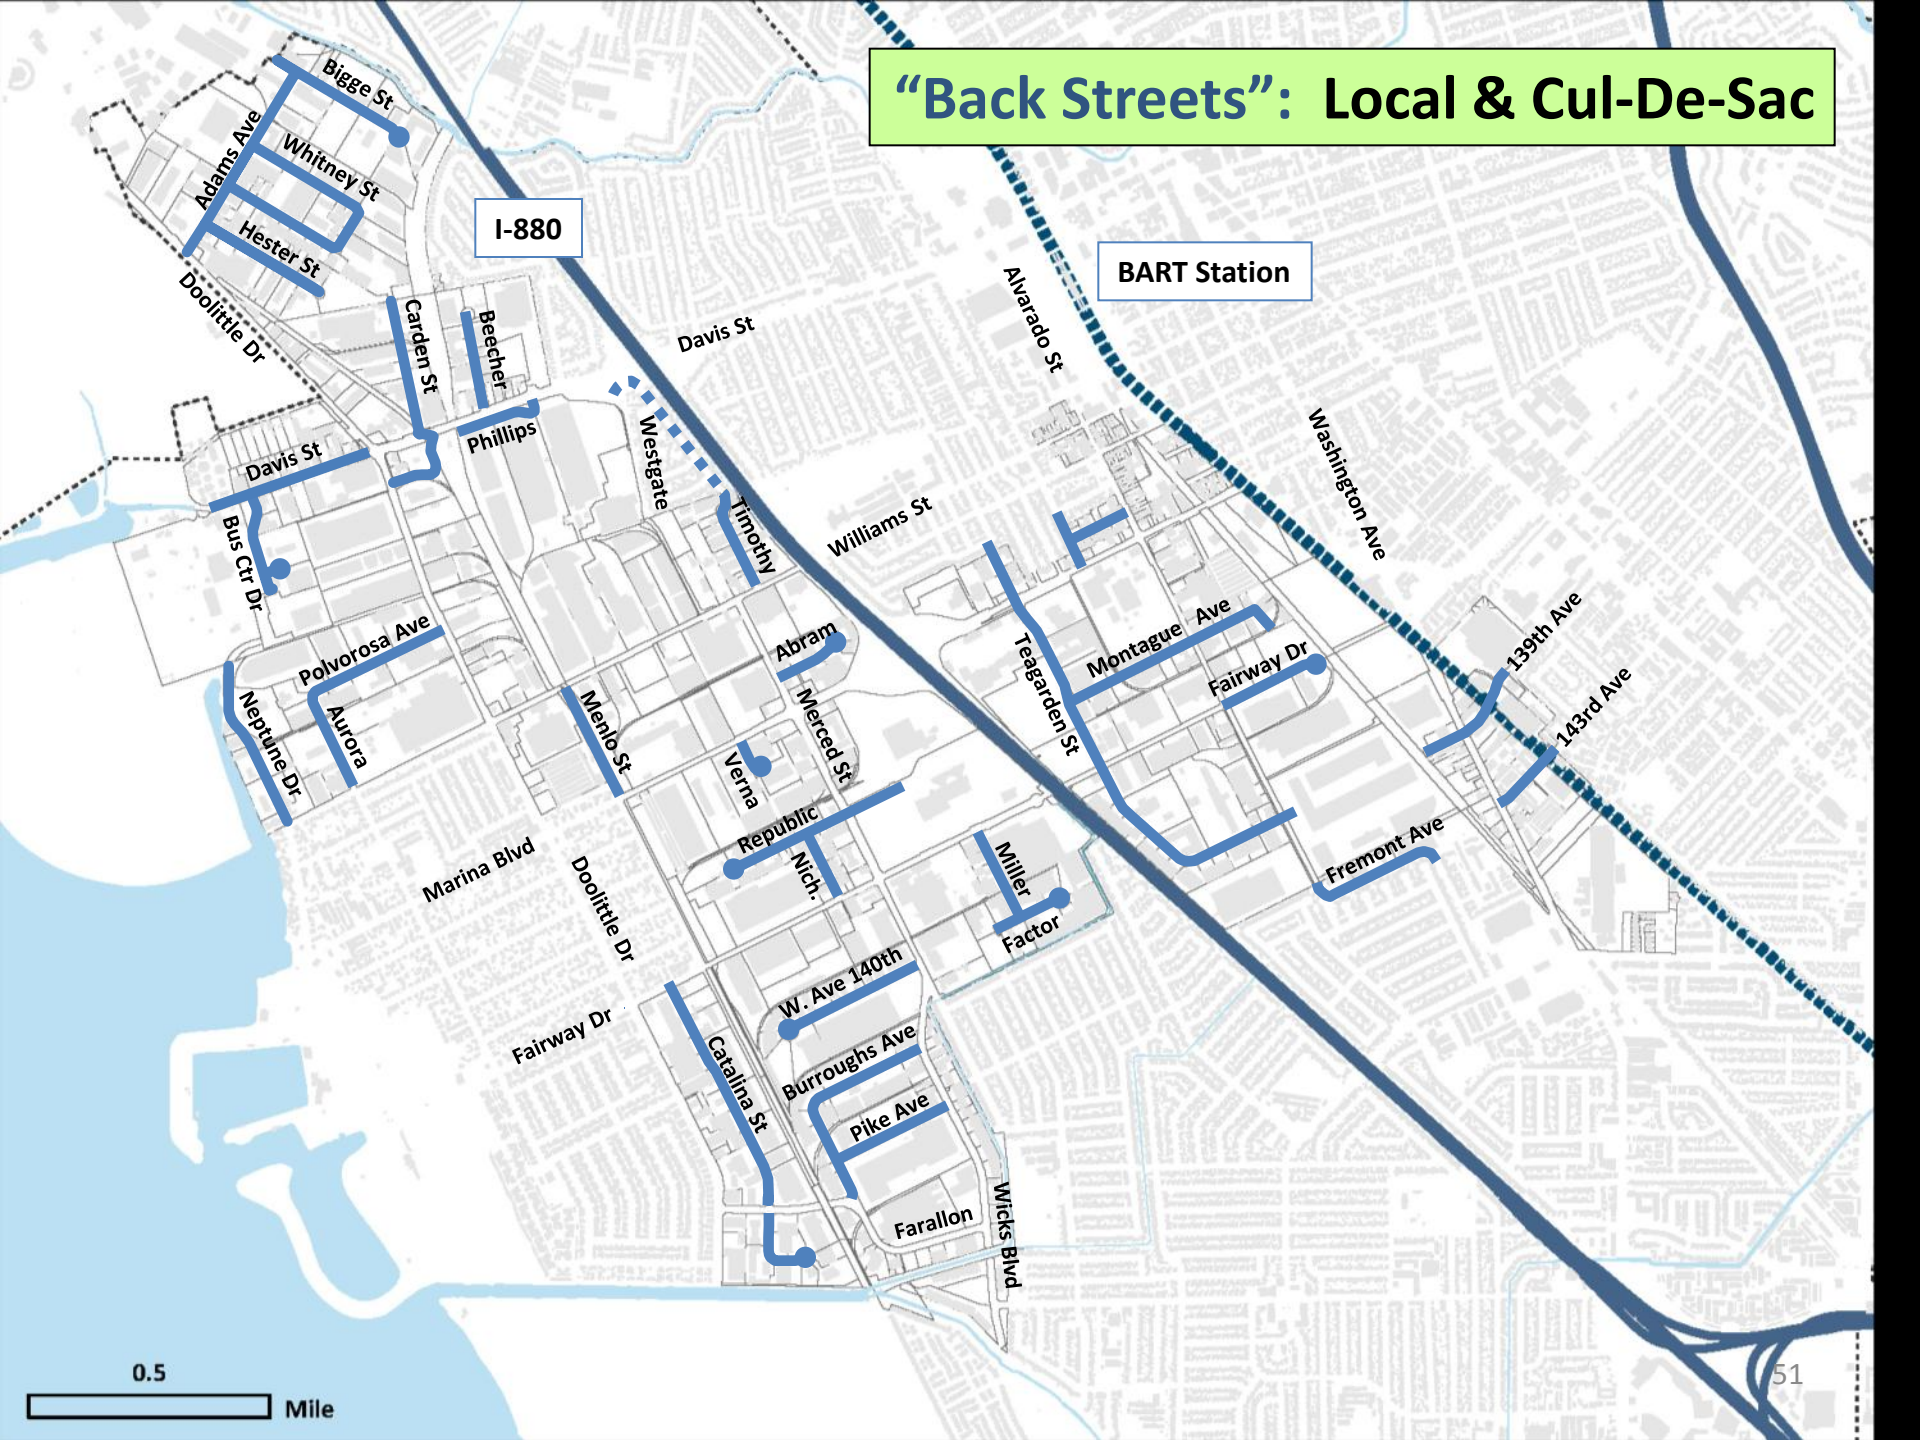 “Back Streets”: Local & Cul-De-Sac
Bigge St
Adams Ave
Whitney St
I-880
Hester St
BART Station
Doolittle Dr
Alvarado St
Carden St
Beecher
Davis St
Phillips
Westgate
Washington Ave
Davis St
Timothy
Williams St
Bus Ctr Dr
139th Ave
Polvorosa Ave
Abram
Montague Ave
Fairway Dr
Teagarden St
143rd Ave
Neptune Dr
Aurora
Menlo St
Merced St
Verna
Republic
Nich.
Marina Blvd
Doolittle Dr
Miller
Fremont Ave
Factor
W. Ave 140th
Fairway Dr
Burroughs Ave
Catalina St
Pike Ave
Farallon
Wicks Blvd
0.5
Mile
51